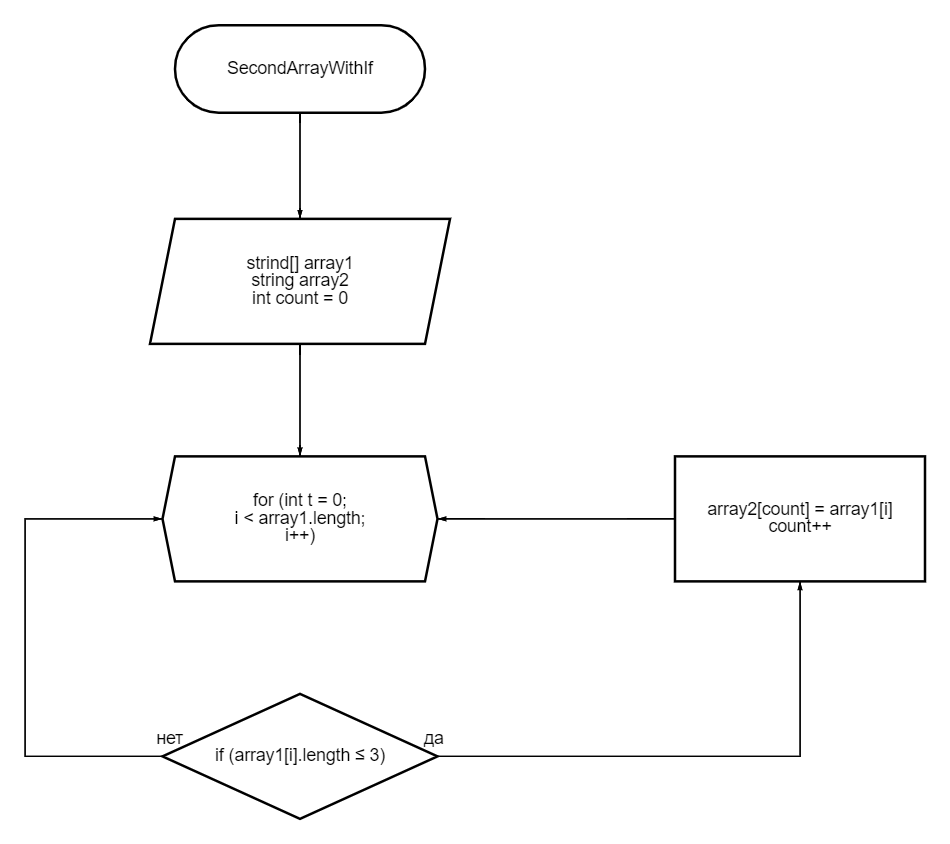 SecondArrayWithIf
strind[] array1
string array2
int count = 0
for (int t = 0;
i < array1.length;
i++)
array2[count] = array1[i]
count++
нет
if (array1[i].length ≤ 3)
да